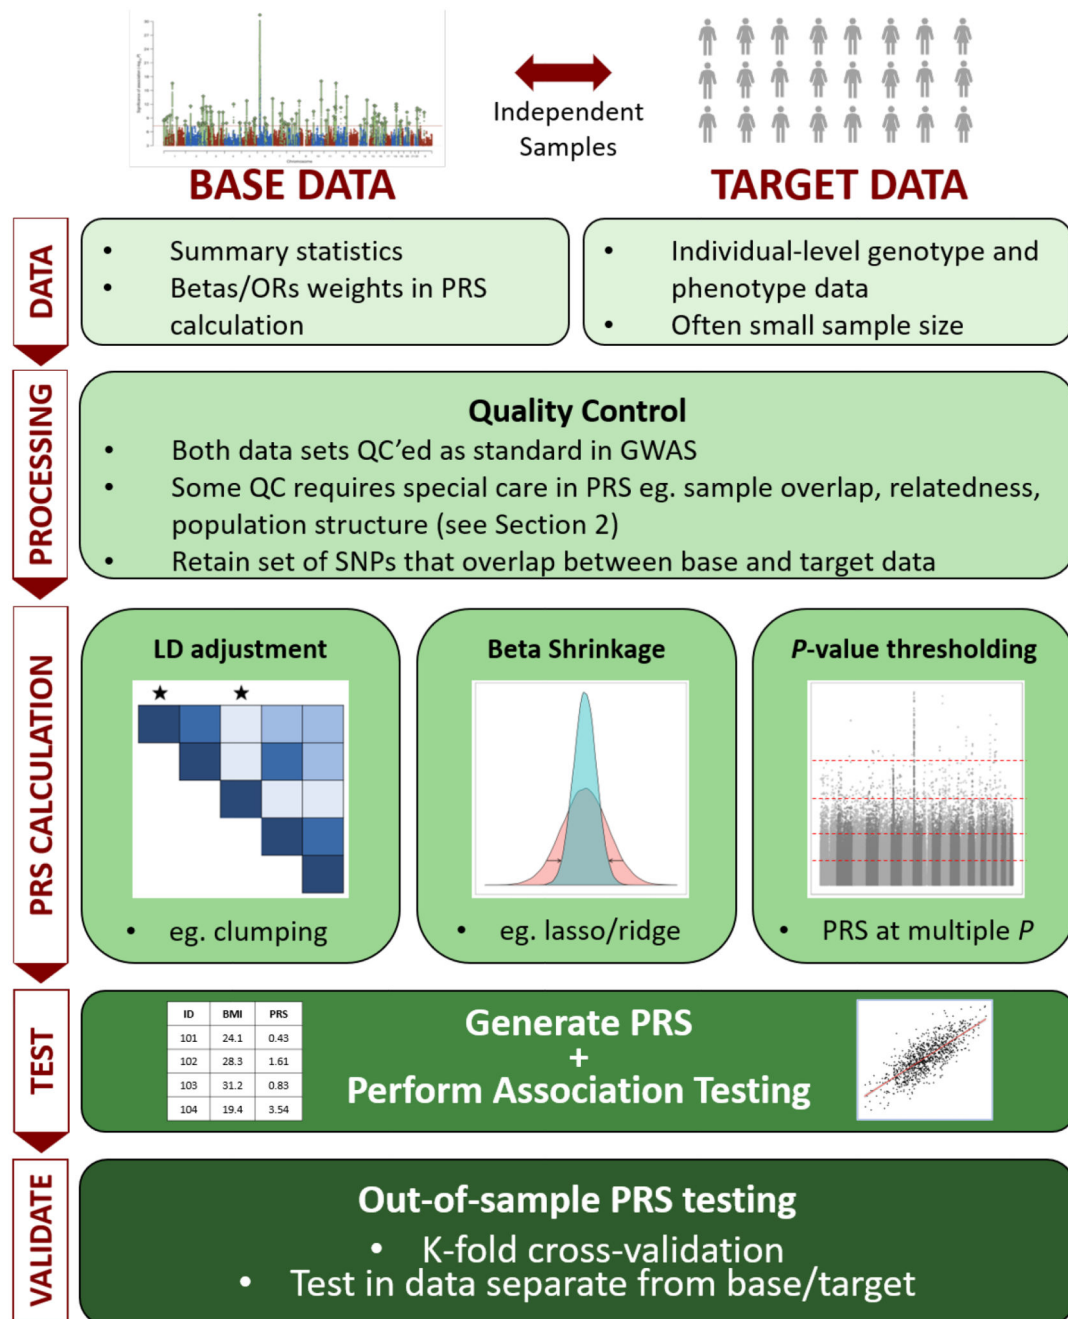 Independent
Samples
BASE DATA
TARGET DATA
DATA
• Summary statistics
• Betas/ORs weights in PRS
calculation
• Individual-level genotype and
phenotype data
• Often small sample size
PROCESSING
Quality Control
• Both data sets QC'ed as standard in GWAS
• Some QC requires special care in PRS eg. sample overlap, relatedness,
population structure (see Section 2)
• Retain set of SNPs that overlap between base and target data
PRS CALCULATION
LD adjustment
★ ★
• eg. clumping
Beta Shrinkage
• eg. lasso/ridge
P-value thresholding
• PRS at multiple P
TEST
ID BMI PRS
101 24.1 0.43
102 28.3 1.61
103 31.2 0.83
104 19.4 3.54
Generate PRS
+
Perform Association Testing
VALIDATE
Out-of-sample PRS testing
• K-fold cross-validation
• Test in data separate from base/target